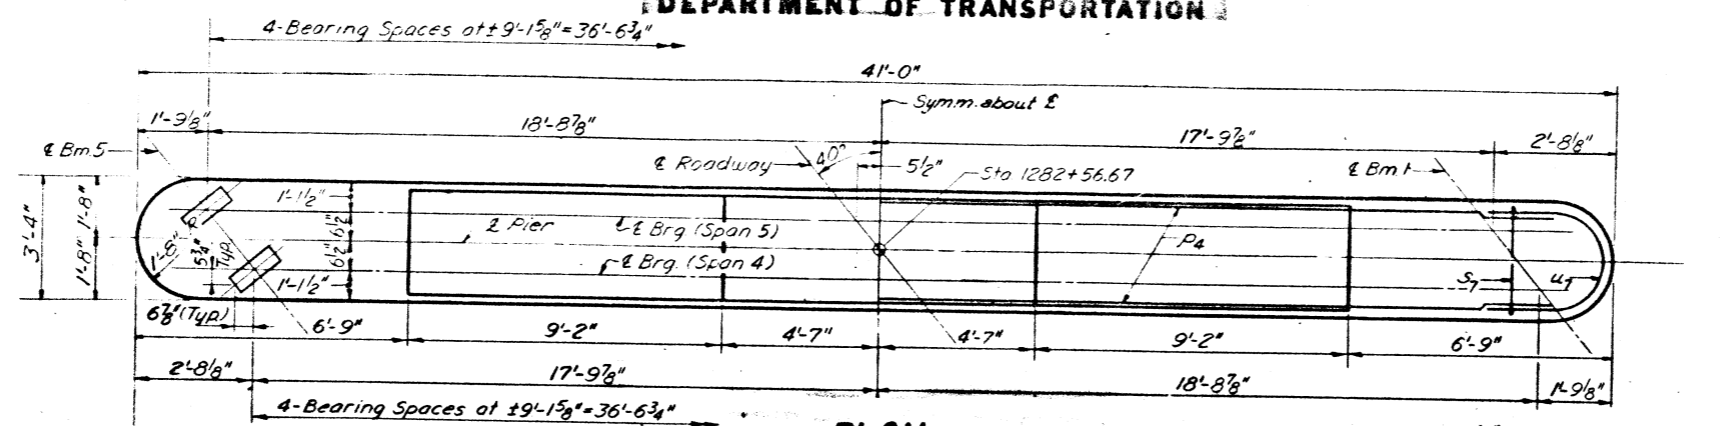 DEPARTMENT OF TRANSPORTATION
4-Bearing Spaces at ± 9'-1⅝" = 36'-6¾"
41'-0"
Symm. about ℄
1'-9⅛"
18'-8⅞"
17'-9⅞"
2'-8⅛"
℄ Bm. 5
℄ Roadway
40°
5½"
Sta 1282+56.67
℄ Bm. 1
3'-4"
1'-8"
1'-8"
1'-1½"
6½"
6½"
1'-1½"
1'-8" R
5¾"
Typ.
℄ Pier
℄ Brg (Span 5)
℄ Brg. (Span 4)
P4
S7
u7
6⅞" (Typ.)
6'-9"
9'-2"
4'-7"
4'-7"
9'-2"
6'-9"
2'-8⅛"
17'-9⅞"
18'-8⅞"
1'-9⅛"
4-Bearing Spaces at ±9'-1⅝" = 36'-6¾"